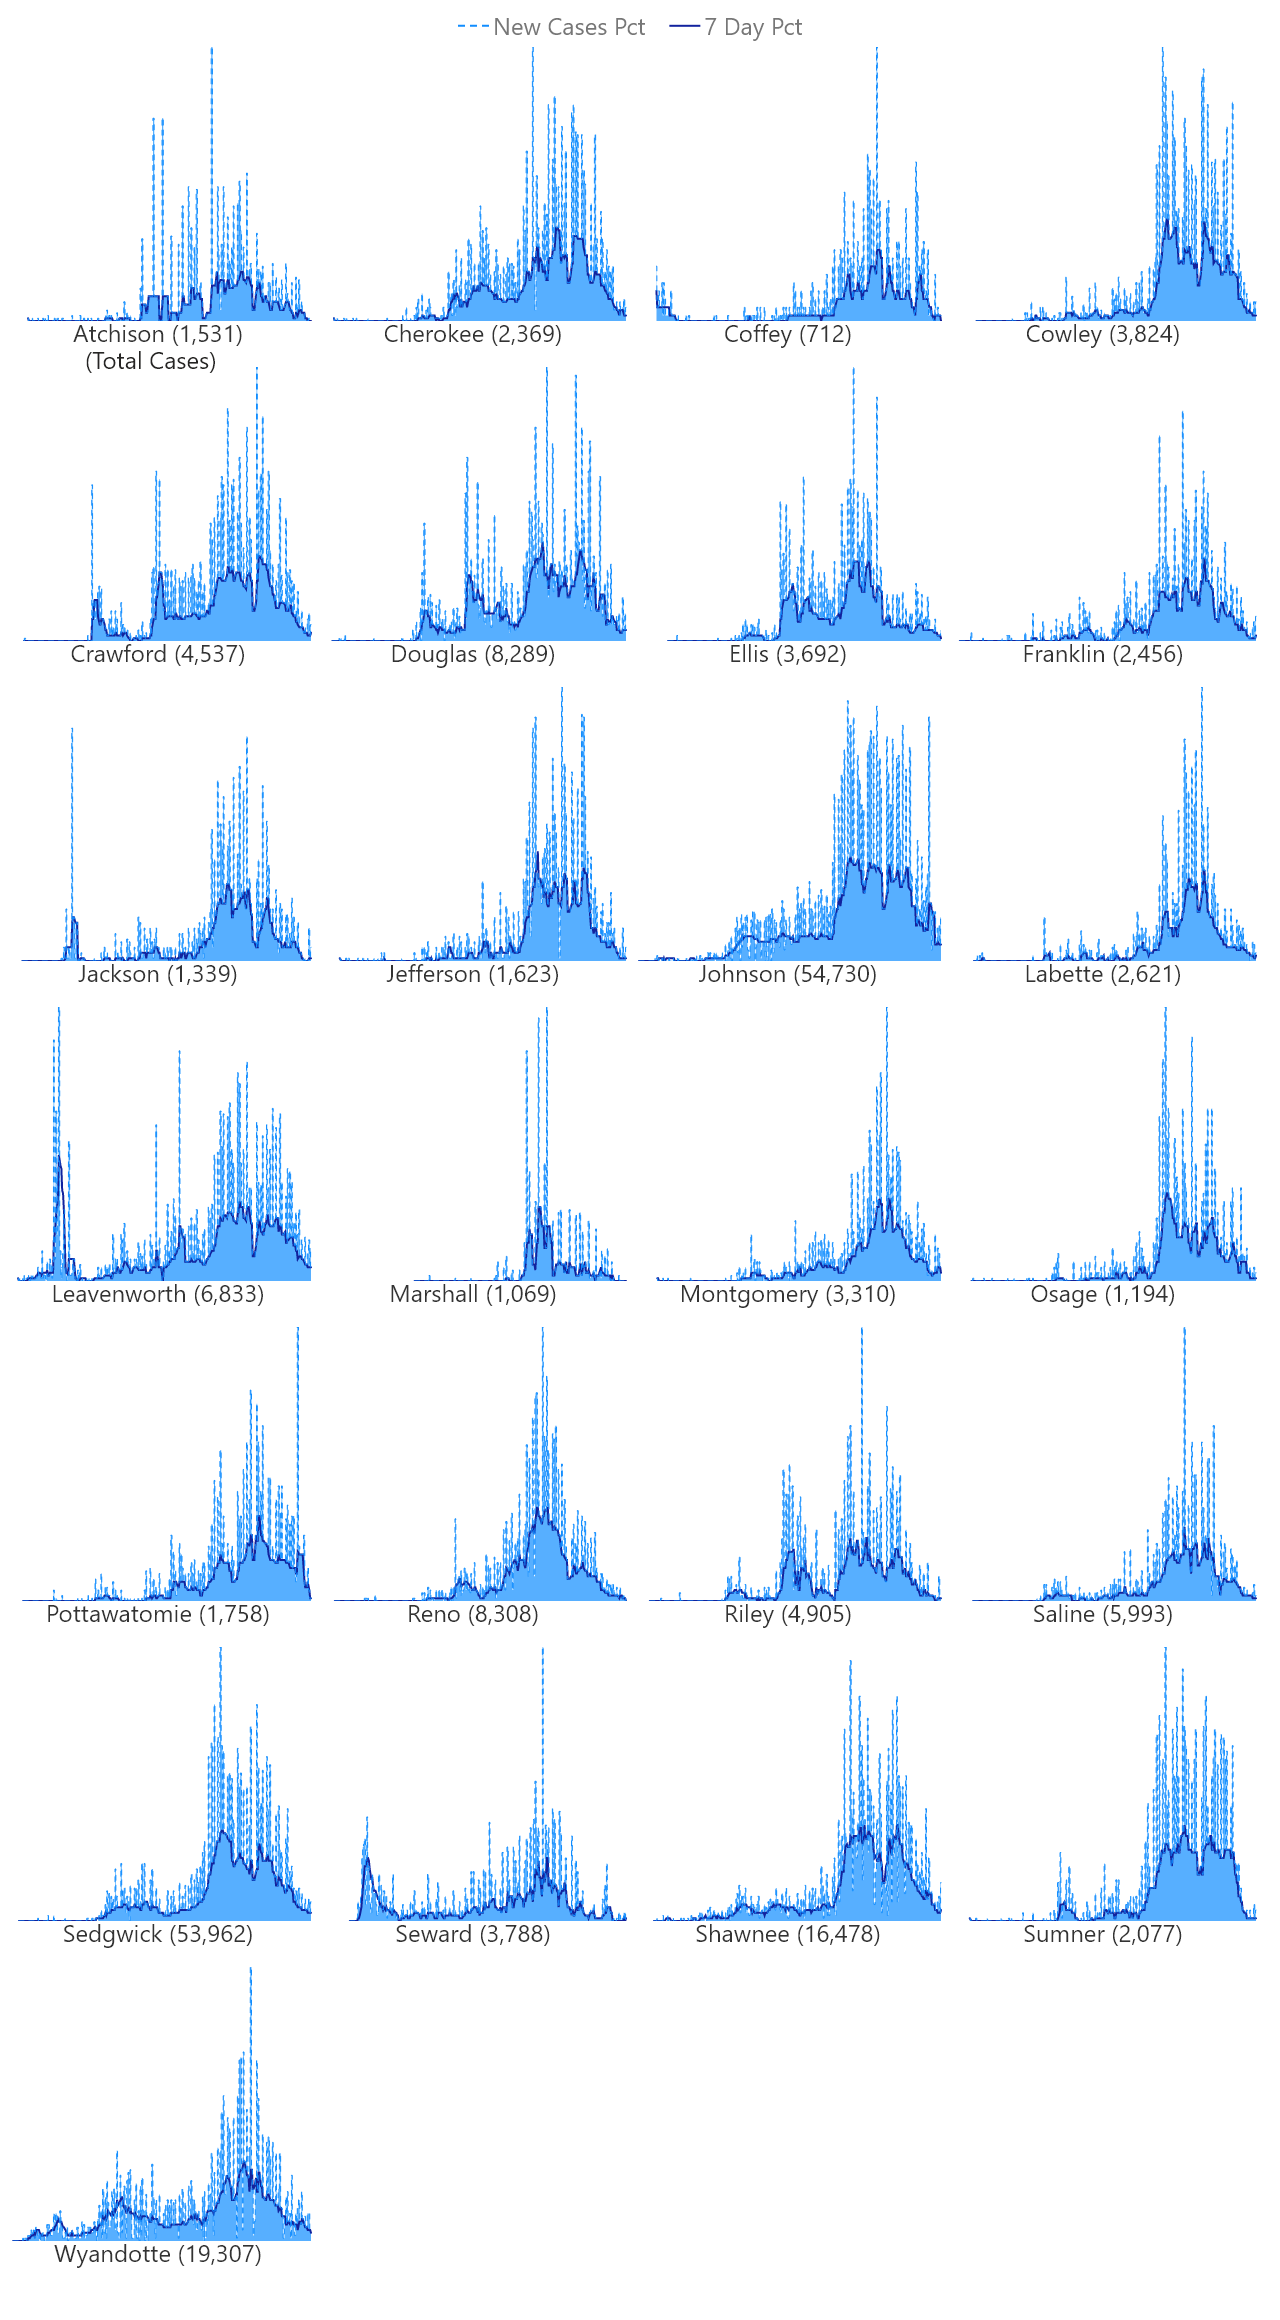 New Cases Pct 7 Day Pct
Atchison (1,531) Cherokee (2,369) Coffey (712) Cowley (3,824)
(Total Cases)
Crawford (4,537) Douglas (8,289) Ellis (3,692) Franklin (2,456)
Jackson (1,339) Jefferson (1,623) Johnson (54,730) Labette (2,621)
Leavenworth (6,833) Marshall (1,069) Montgomery (3,310) Osage (1,194)
Pottawatomie (1,758) Reno (8,308) Riley (4,905) Saline (5,993)
Sedgwick (53,962) Seward (3,788) Shawnee (16,478) Sumner (2,077)
Wyandotte (19,307)